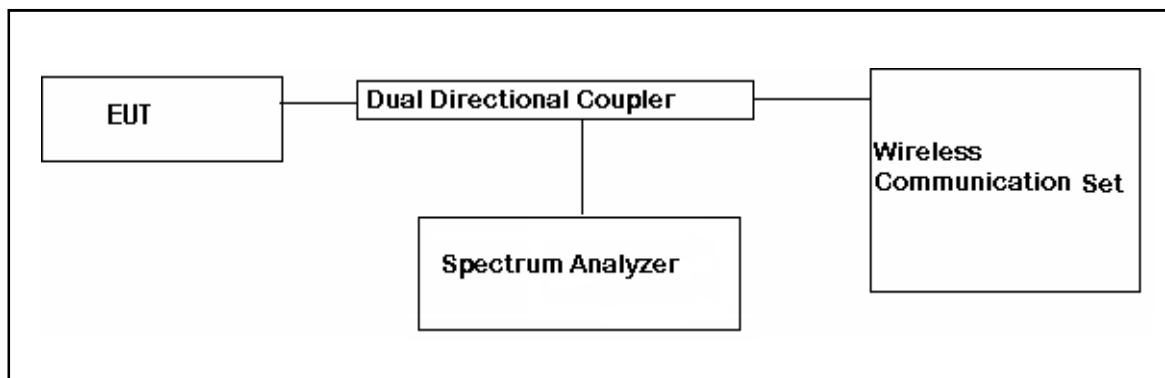 EUT
Dual Directional Coupler
Wireless
Communication Set
Spectrum Analyzer